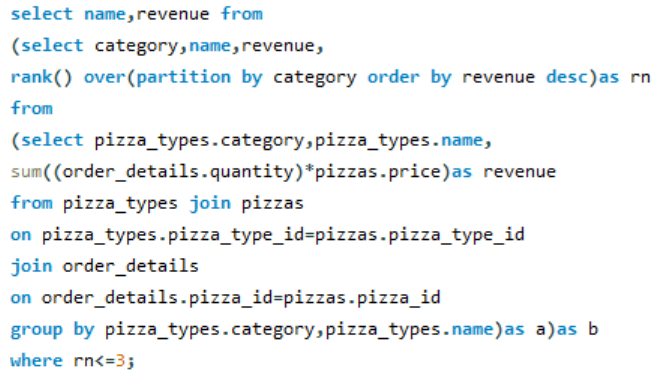 select name,revenue from
(select category,name,revenue,
rank() over(partition by category order by revenue desc)as rn
from
(select pizza_types.category,pizza_types.name,
sum((order_details.quantity)*pizzas.price)as revenue
from pizza_types join pizzas
on pizza_types.pizza_type_id=pizzas.pizza_type_id
join order_details
on order_details.pizza_id=pizzas.pizza_id
group by pizza_types.category,pizza_types.name)as a)as b
where rn<=3;